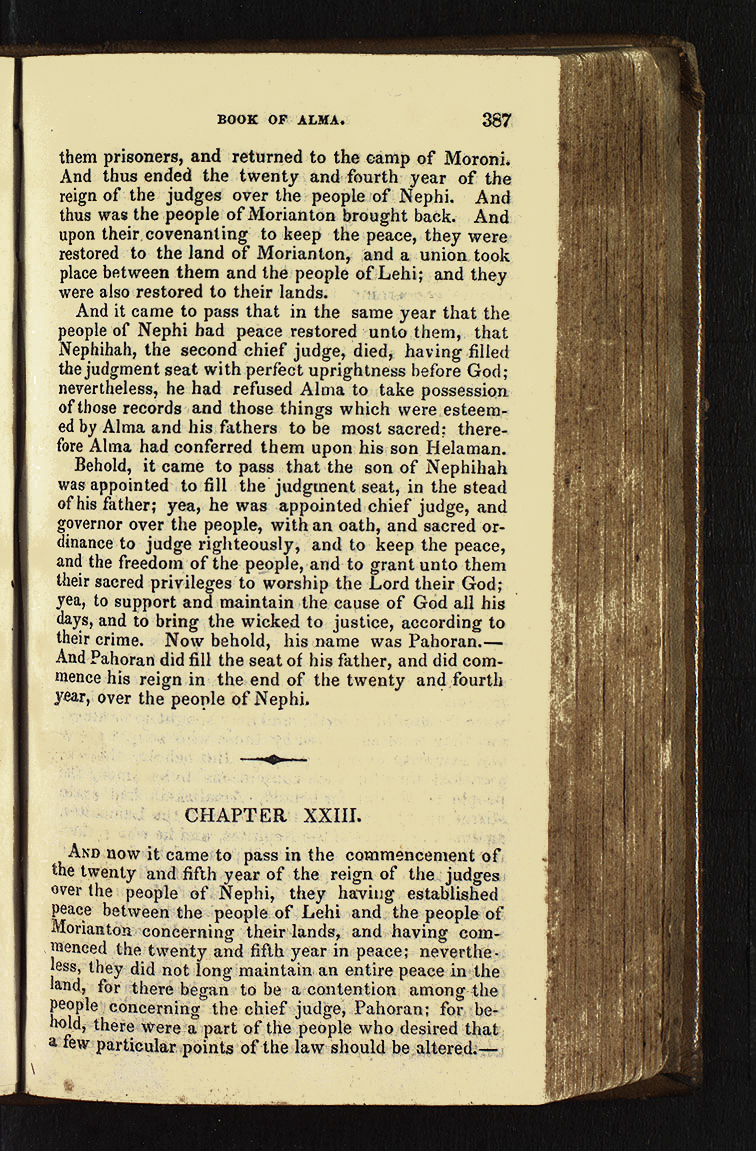 BOOK OF ALMA. 387
them prisoners, and returned to the camp of Moroni.
And thus ended the twenty and fourth year of the
reign of the judges over the people of Nephi. And
thus was the people of Morianton brought back. And
upon their covenanting to keep the peace, they were
restored to the land of Morianton, and a union took
place between them and the people of Lehi; and they
were also restored to their lands.
And it came to pass that in the same year that the
people of Nephi had peace restored unto them, that
Nephihah, the second chief judge, died, having filled
the judgment seat with perfect uprightness before God;
nevertheless, he had refused Alma to take possession
of those records and those things which were esteem-
ed by Alma and his fathers to be most sacred; there-
fore Alma had conferred them upon his son Helaman.
Behold, it came to pass that the son of Nephihah
was appointed to fill the judgment seat, in the stead
of his father; yea, he was appointed chief judge, and
governor over the people, with an oath, and sacred or-
dinance to judge righteously, and to keep the peace,
and the freedom of the people, and to grant unto them
their sacred privileges to worship the Lord their God;
yea, to support and maintain the cause of God all his
days, and to bring the wicked to justice, according to
their crime. Now behold, his name was Pahoran.—
And Pahoran did fill the seat of his father, and did com-
mence his reign in the end of the twenty and fourth
year, over the people of Nephi.
CHAPTER XXIII.
AND now it came to pass in the commencement of
the twenty and fifth year of the reign of the judges
over the people of Nephi, they having established
peace between the people of Lehi and the people of
Morianton concerning their lands, and having com-
menced the twenty and fifth year in peace; neverthe-
less, they did not long maintain an entire peace in the
land, for there began to be a contention among the
people concerning the chief judge, Pahoran; for be-
hold, there were a part of the people who desired that
a few particular points of the law should be altered.—